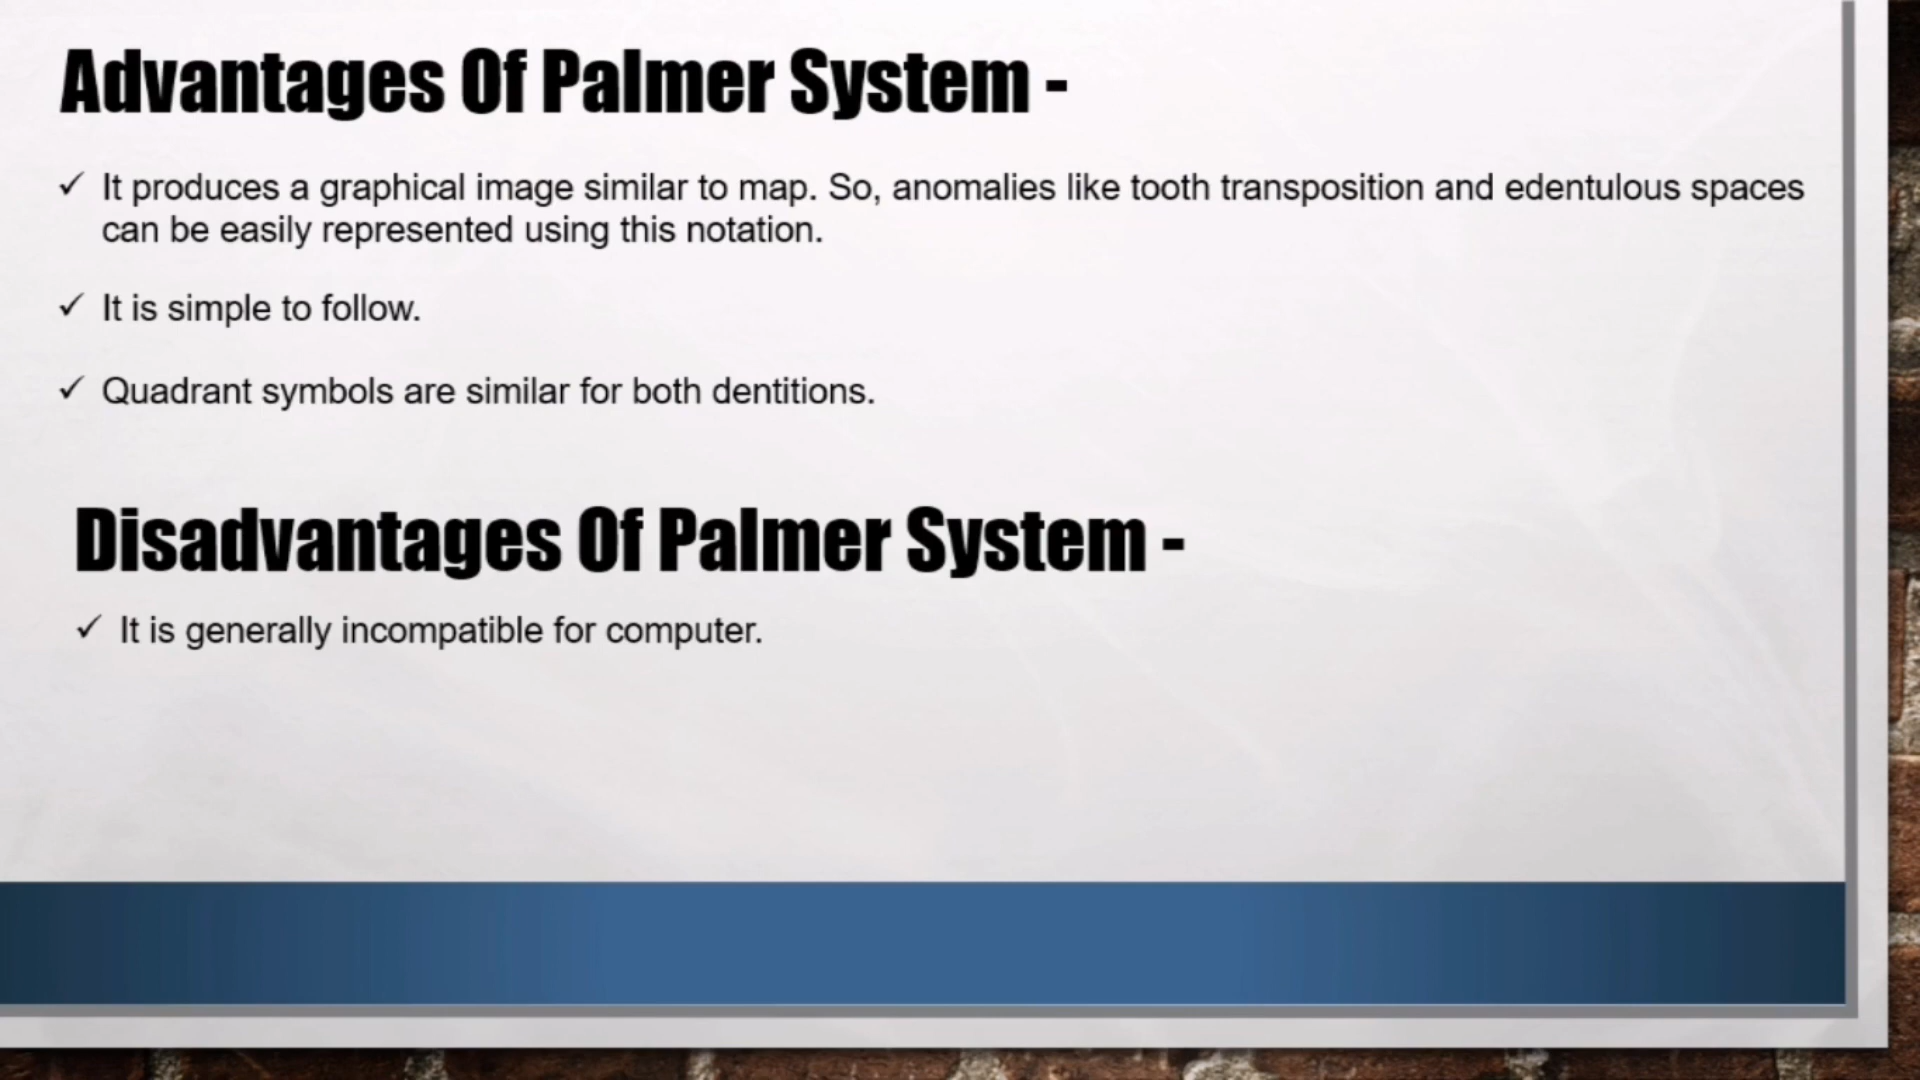 Advantages Of Palmer System -
✓ It produces a graphical image similar to map. So, anomalies like tooth transposition and edentulous spaces
can be easily represented using this notation.
✓ It is simple to follow.
✓ Quadrant symbols are similar for both dentitions.
Disadvantages Of Palmer System -
✓ It is generally incompatible for computer.